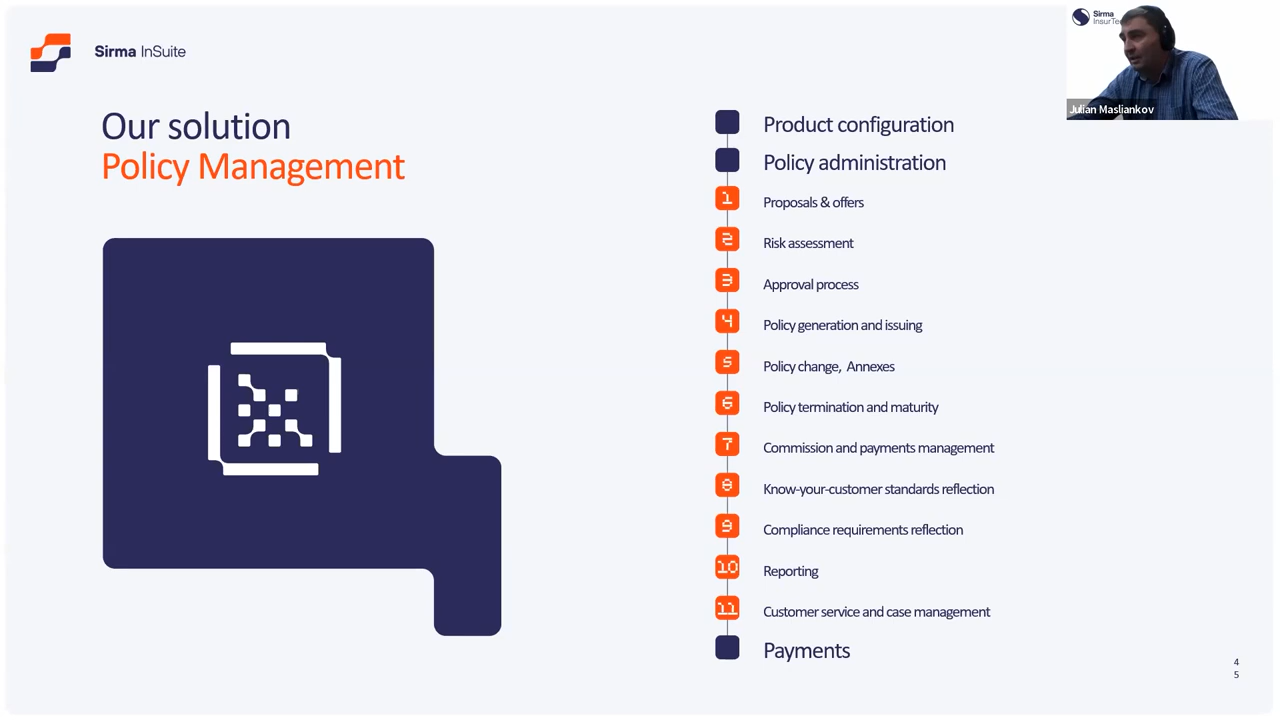 Sirma InSuite
Our solution
Policy Management
Sirma
Julian Masliankov
Product configuration
Policy administration
1 Proposals & offers
2 Risk assessment
3 Approval process
4 Policy generation and issuing
5 Policy change, Annexes
6 Policy termination and maturity
7 Commission and payments management
8 Know-your-customer standards reflection
9 Compliance requirements reflection
10 Reporting
11 Customer service and case management
Payments
4
5